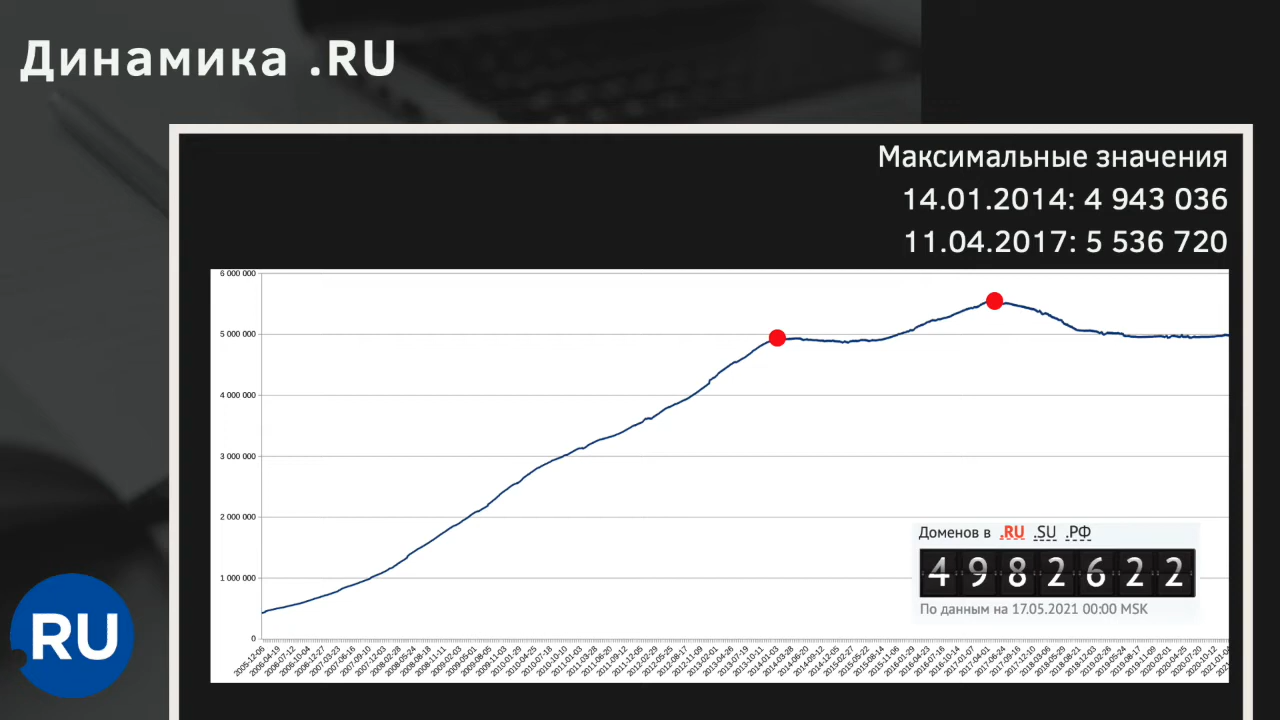 Динамика .RU
Максимальные значения
14.01.2014: 4 943 036
11.04.2017: 5 536 720
6 000 000
5 000 000
4 000 000
3 000 000
2 000 000
1 000 000
0
Доменов в .RU .SU .РФ
4982622
По данным на 17.05.2021 00:00 MSK
RU